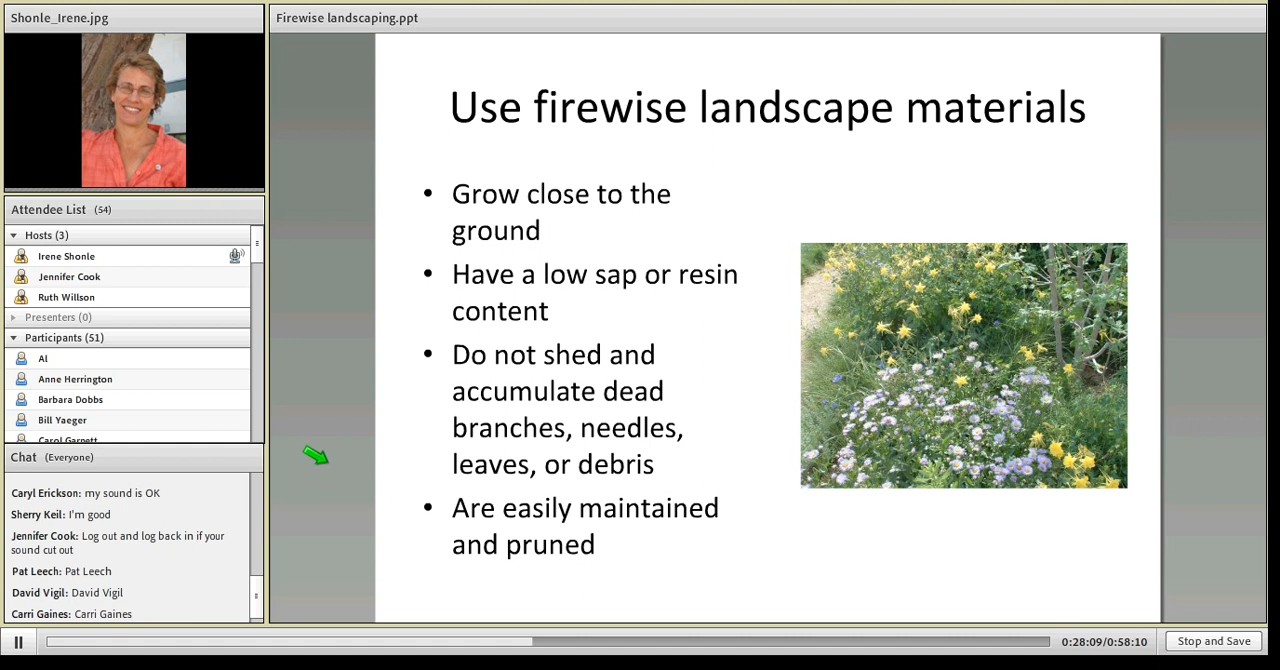 Shonle_Irene.jpg
Attendee List (54)
Hosts (3)
Irene Shonle
Jennifer Cook
Ruth Willson
Presenters (0)
Participants (51)
Al
Anne Herrington
Barbara Dobbs
Bill Yaeger
Carol Garnett
Chat (Everyone)
Caryl Erickson: my sound is OK
Sherry Keil: I'm good
Jennifer Cook: Log out and log back in if your
sound cut out
Pat Leech: Pat Leech
David Vigil: David Vigil
Carri Gaines: Carri Gaines
Firewise landscaping.ppt
Use firewise landscape materials
• Grow close to the
ground
• Have a low sap or resin
content
• Do not shed and
accumulate dead
branches, needles,
leaves, or debris
• Are easily maintained
and pruned
0:28:09/0:58:10
Stop and Save